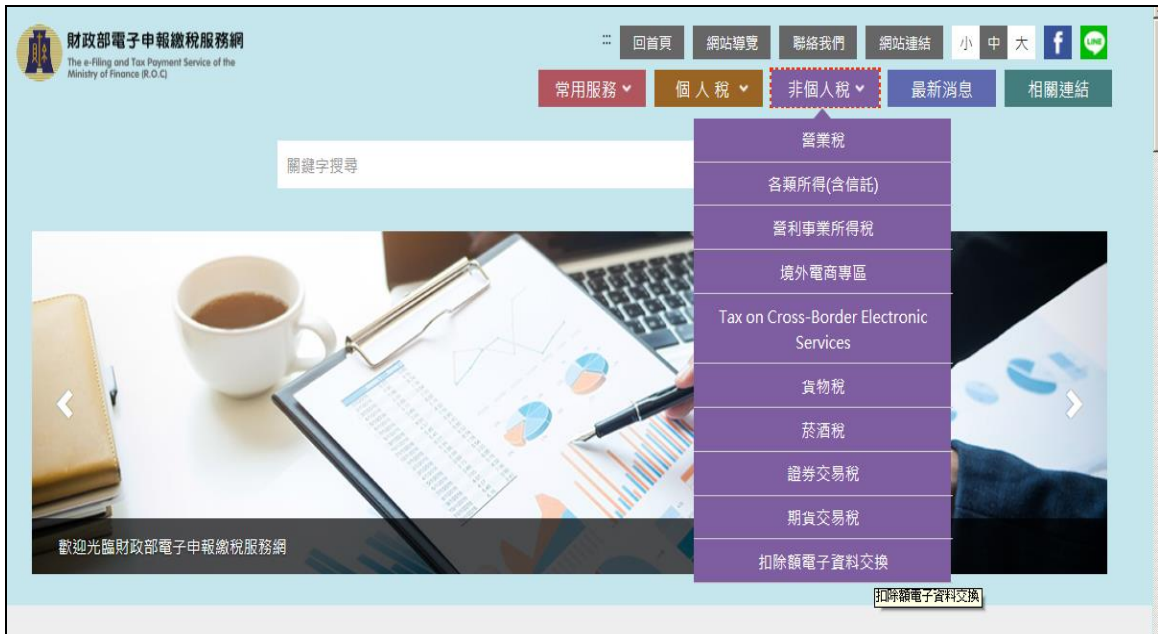 財政部電子申報繳稅服務網
The e-Filing and Tax Payment Service of the
Ministry of Finance (R.O.C)
::: 回首頁 網站導覽 聯絡我們 網站連結 小 中 大 f LINE
常用服務 個人稅 非個人稅 最新消息 相關連結
關鍵字搜尋
營業稅
各類所得(含信託)
營利事業所得稅
境外電商專區
Tax on Cross-Border Electronic
Services
貨物稅
菸酒稅
證券交易稅
期貨交易稅
扣除額電子資料交換
歡迎光臨財政部電子申報繳稅服務網
扣除額電子資料交換